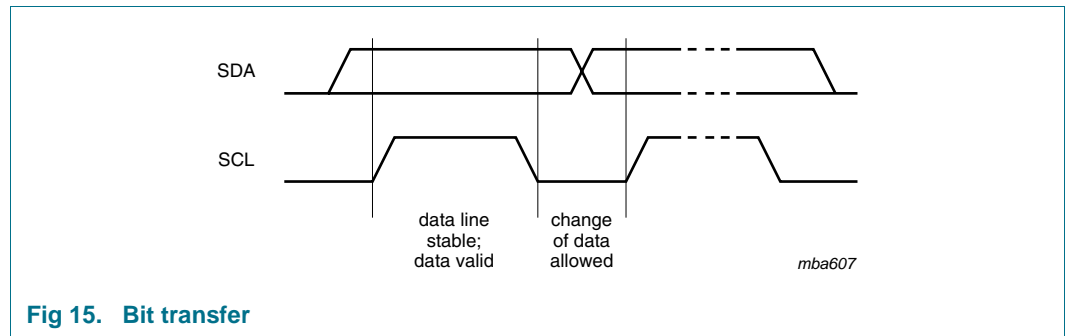 SDA
SCL
data line
stable;
data valid
change
of data
allowed
mba607
Fig 15. Bit transfer